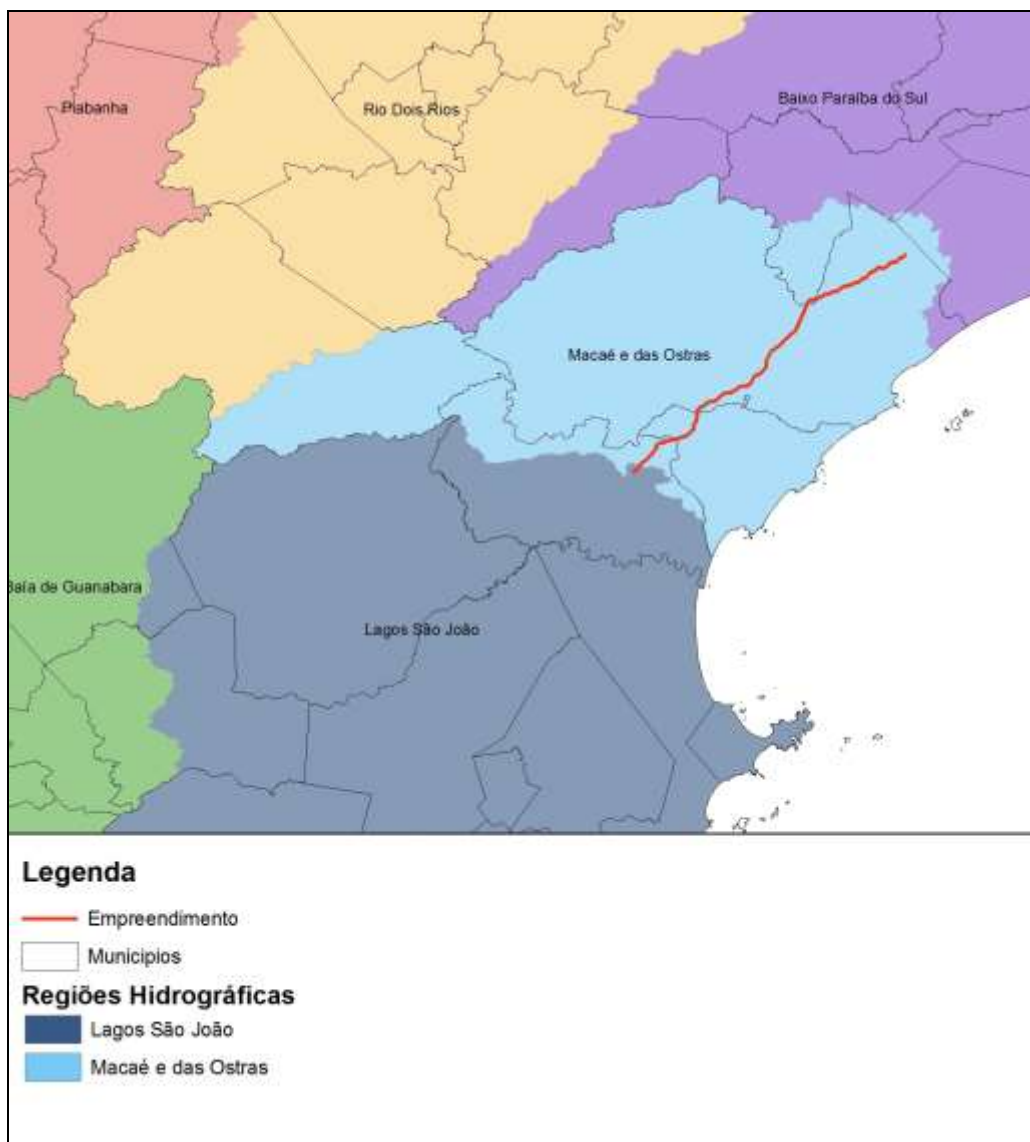 Piabanha
Rio Dois Rios
Baixo Paraíba do Sul
Macaé e das Ostras
Baía de Guanabara
Lagos São João
Legenda
Empreendimento
Municipios
Regiões Hidrográficas
Lagos São João
Macaé e das Ostras